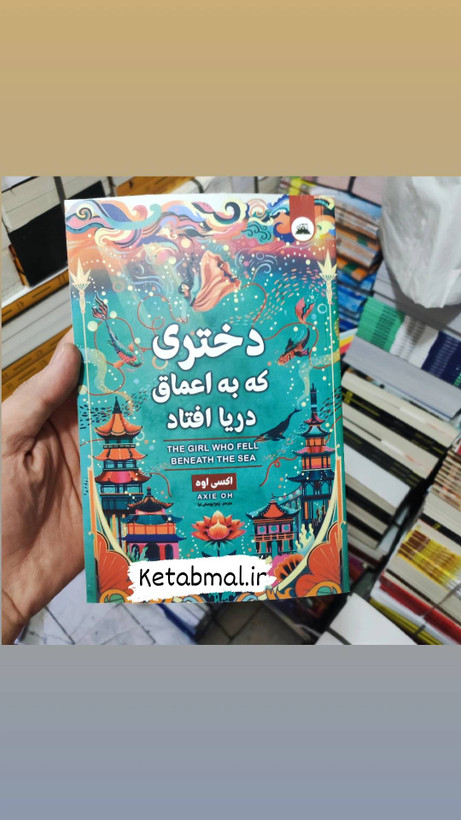 دختری
که به اعماق
دریا افتاد
THE GIRL WHO FELL
BENEATH THE SEA
اکسی اوه
AXIE OH
Ketabmal.ir